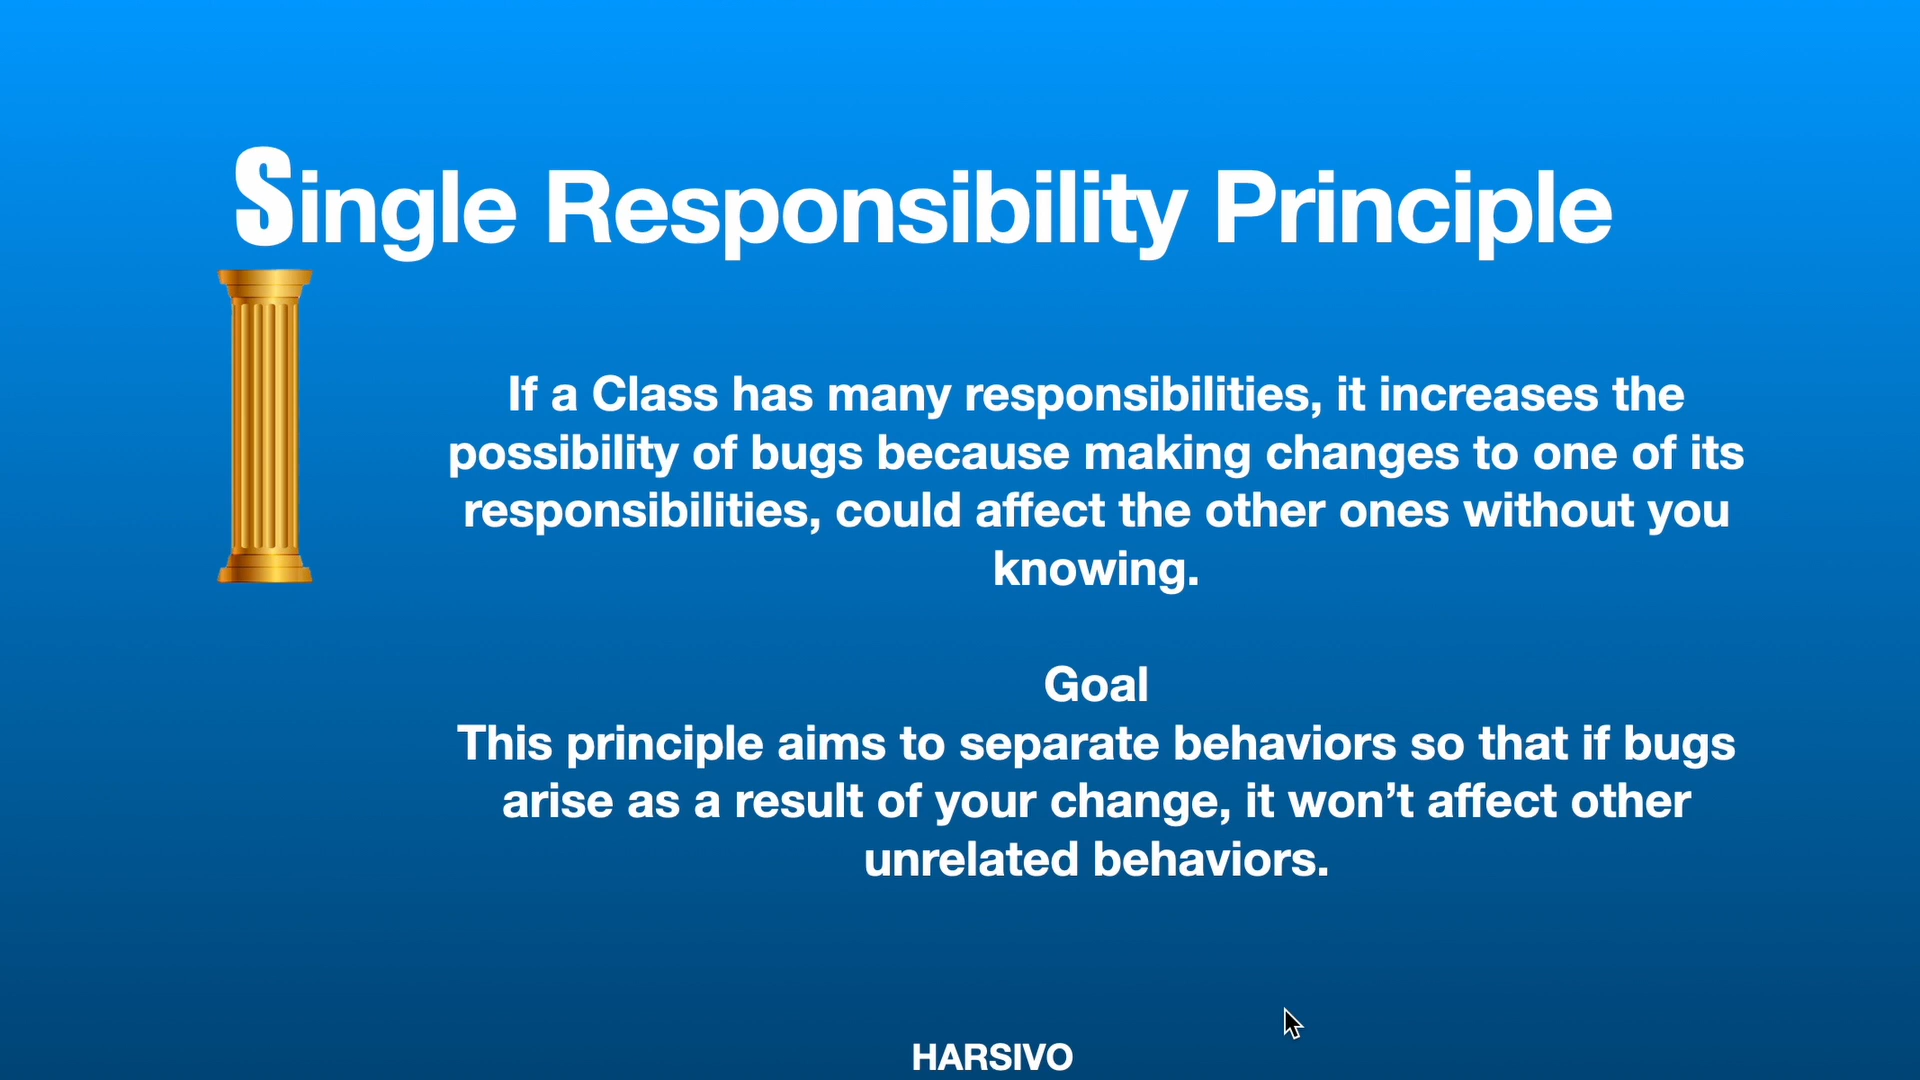 Single Responsibility Principle
If a Class has many responsibilities, it increases the
possibility of bugs because making changes to one of its
responsibilities, could affect the other ones without you
knowing.
Goal
This principle aims to separate behaviors so that if bugs
arise as a result of your change, it won’t affect other
unrelated behaviors.
HARSIVO